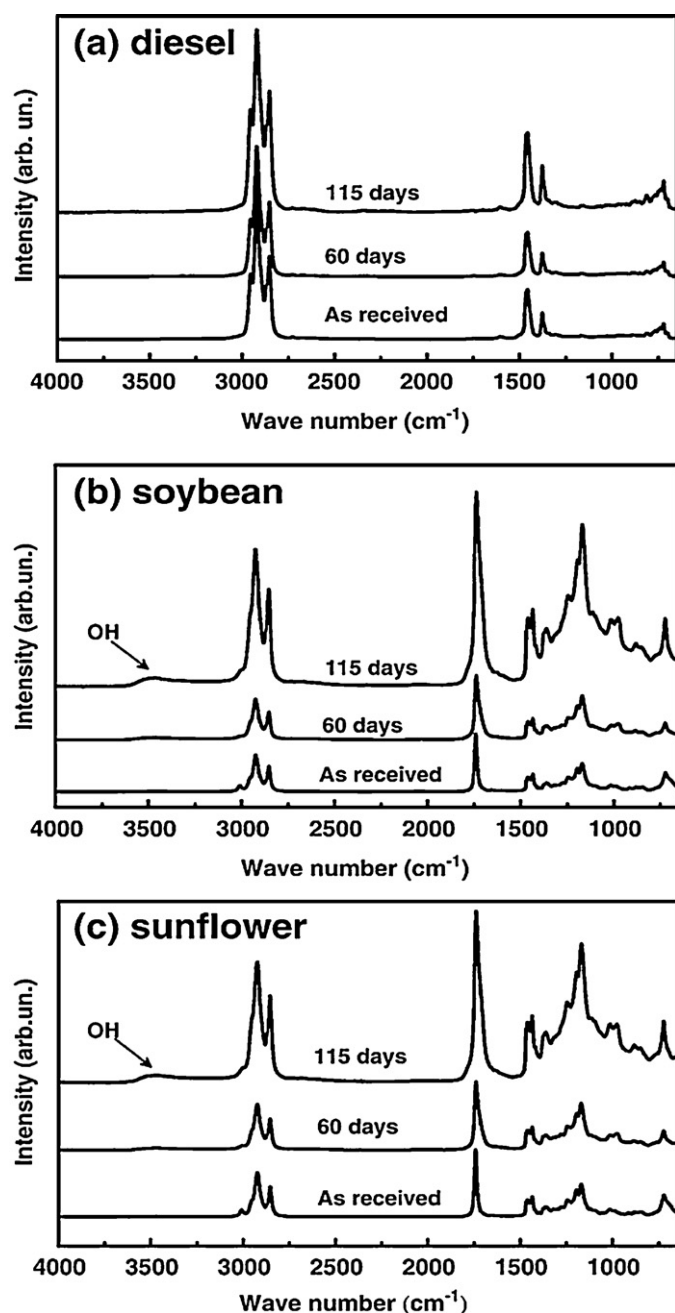 (a) diesel
Intensity (arb. un.)
115 days
60 days
As received
4000 3500 3000 2500 2000 1500 1000
Wave number (cm⁻¹)
(b) soybean
Intensity (arb.un.)
OH
115 days
60 days
As received
4000 3500 3000 2500 2000 1500 1000
Wave number (cm⁻¹)
(c) sunflower
Intensity (arb.un.)
OH
115 days
60 days
As received
4000 3500 3000 2500 2000 1500 1000
Wave number (cm⁻¹)